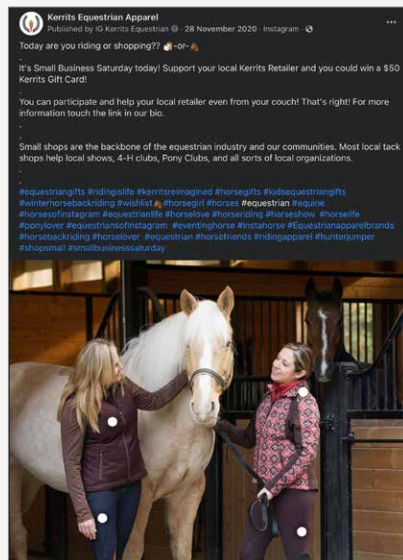 Kerrits Equestrian Apparel
Published by IG Kerrits Equestrian · 28 November 2020 · Instagram ·
Today are you riding or shopping?? 🛍-or-🐴
.
It's Small Business Saturday today! Support your local Kerrits Retailer and you could win a $50
Kerrits Gift Card!
.
You can participate and help your local retailer even from your couch! That's right! For more
information touch the link in our bio.
.
.
Small shops are the backbone of the equestrian industry and our communities. Most local tack
shops help local shows, 4-H clubs, Pony Clubs, and all sorts of local organizations.
.
.
#equestriangifts #ridingislife #kerritsreimagined #horsegifts #kidsequestriangifts
#winterhorsebackriding #wishlist🐴#horsegirl #horses #equestrian #equine
#horsesofinstagram #equestrianlife #horselove #horseriding #horseshow #horselife
#ponylover #equestriansofinstagram #eventinghorse #instahorse #Equestrianapparelbrands
#horsebackriding #horselover #equestrian #horsefriends #ridingapparel #hunterjumper
#shopsmall #smallbusinesssaturday